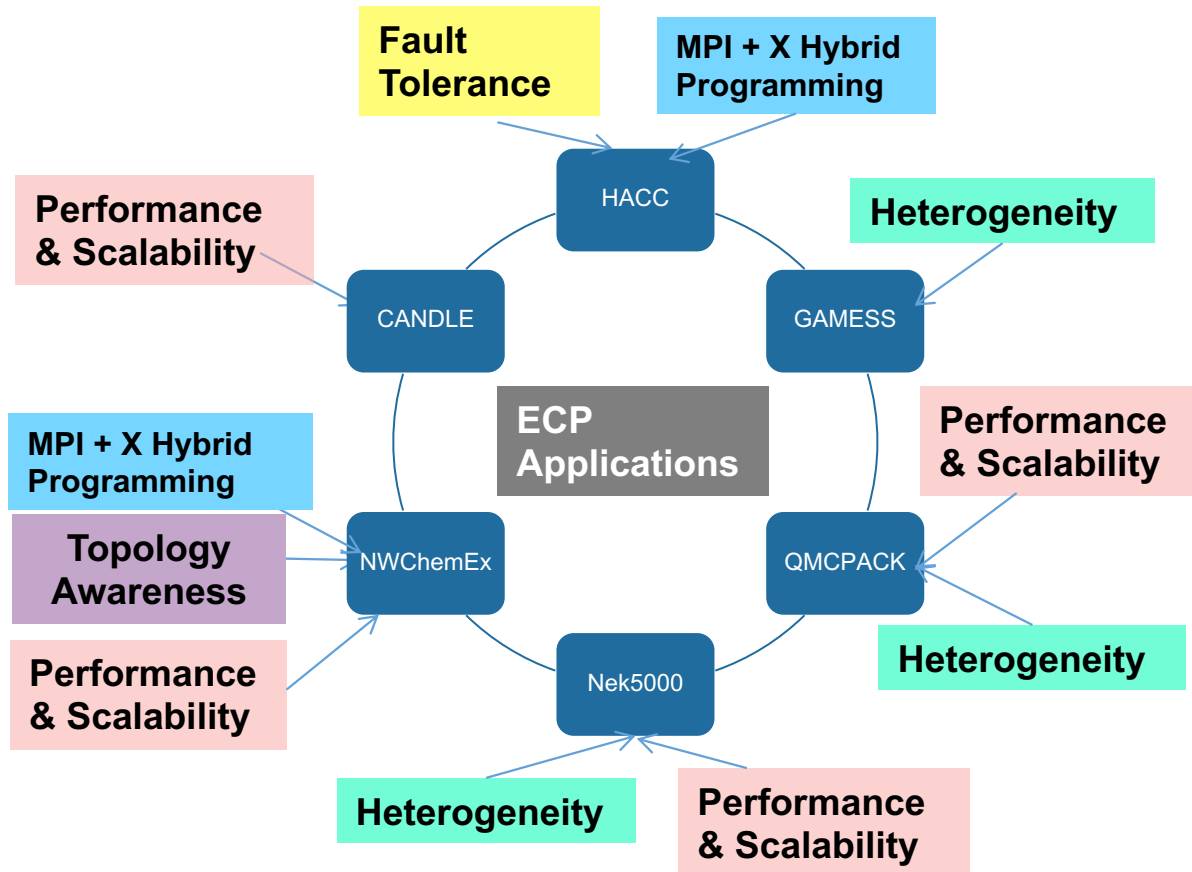 Fault
Tolerance
MPI + X Hybrid
Programming
HACC
Performance
& Scalability
Heterogeneity
CANDLE
GAMESS
ECP
Applications
Performance
& Scalability
MPI + X Hybrid
Programming
Topology
Awareness
NWChemEx
QMCPACK
Performance
& Scalability
Heterogeneity
Nek5000
Heterogeneity
Performance
& Scalability